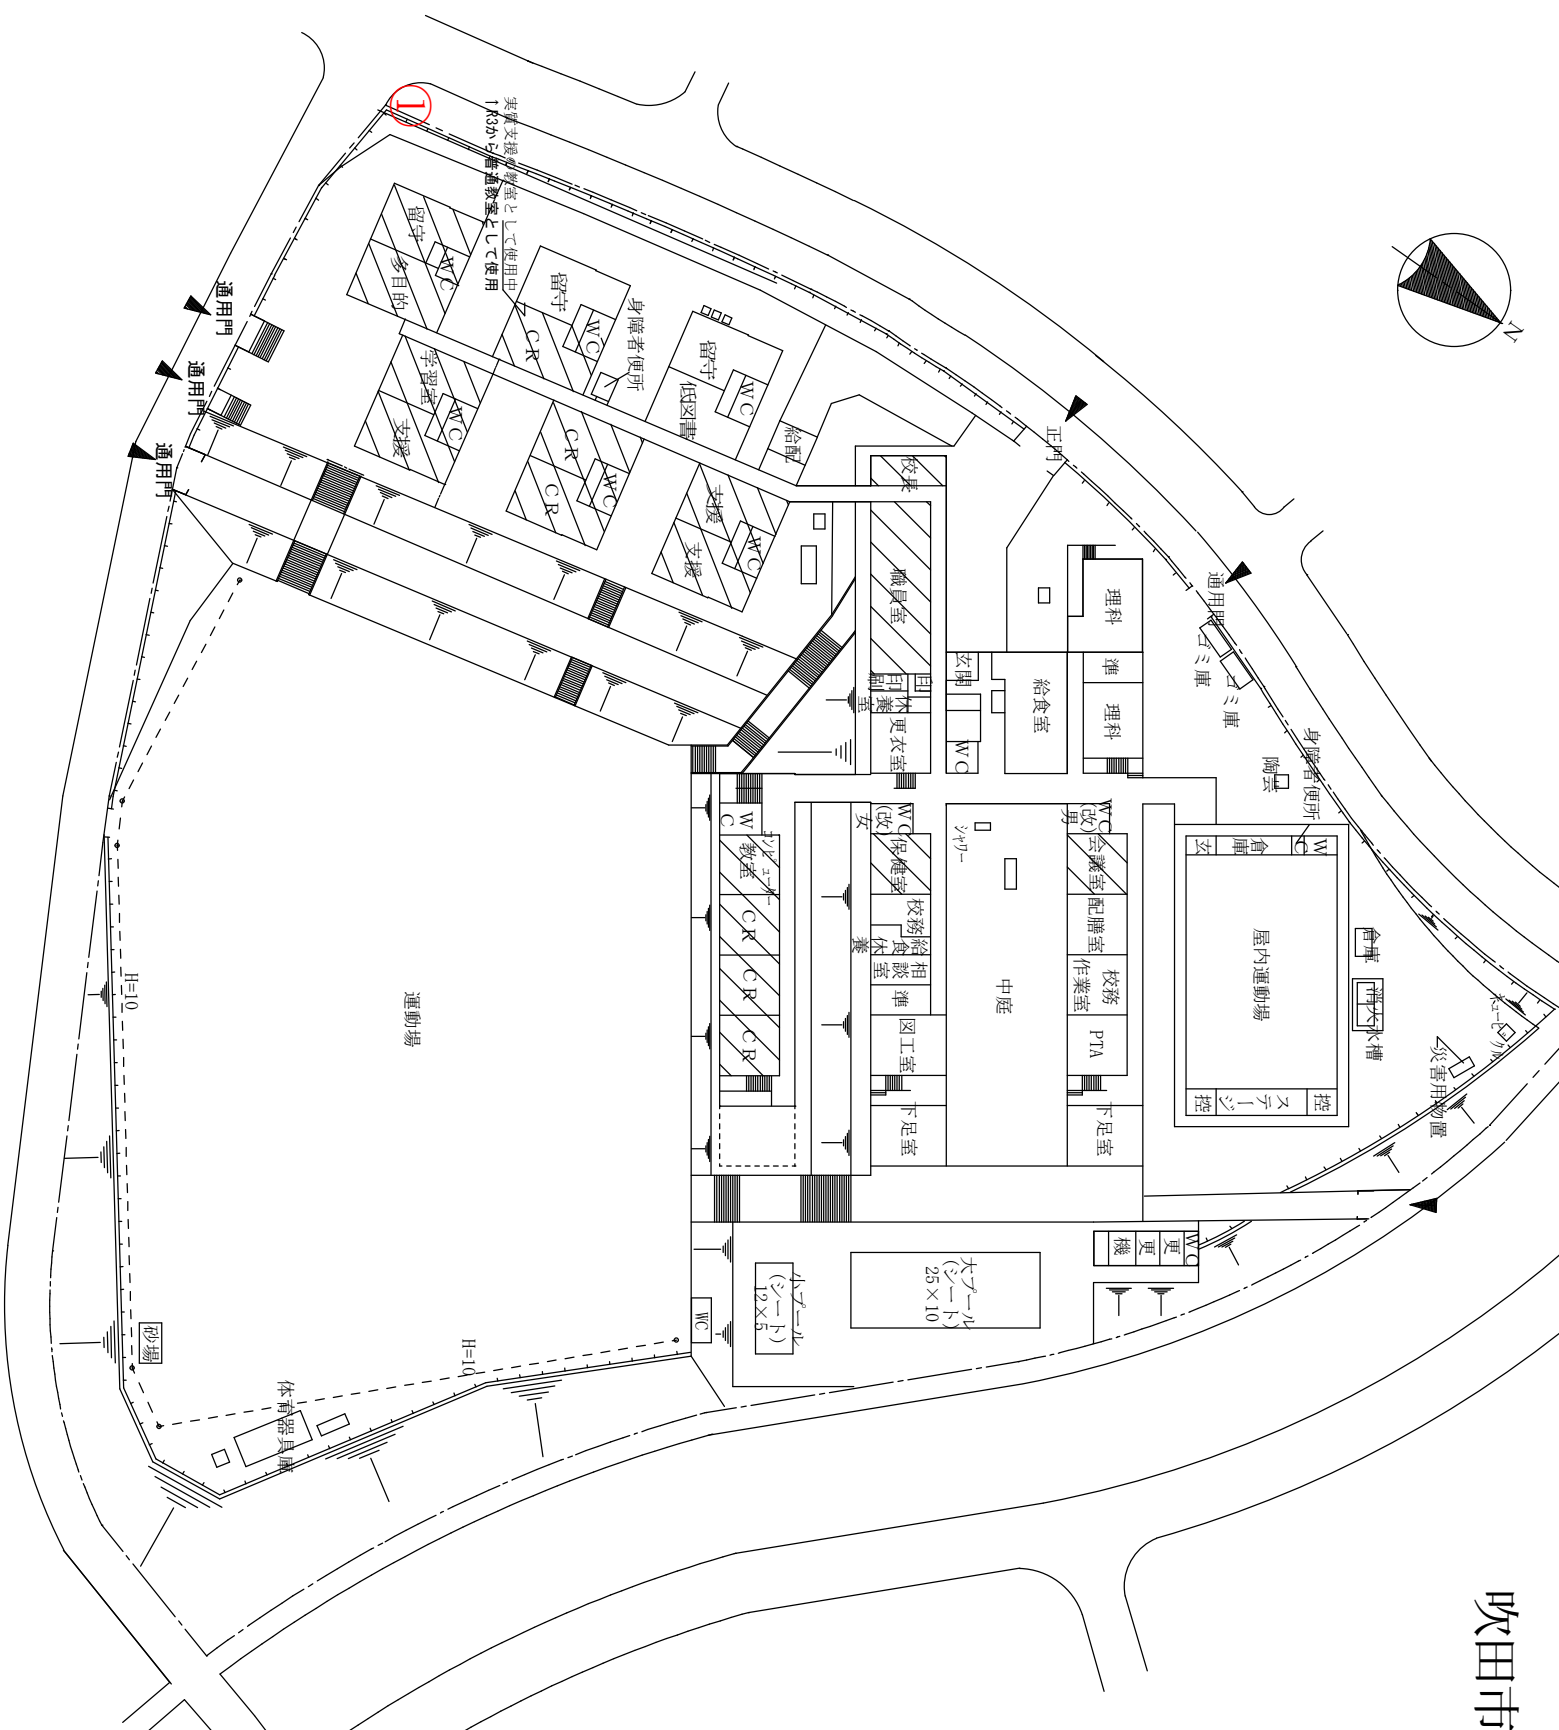 1
実質支援の教室として使用中
↑R3から普通教室として使用
留守
WC
多目的
留守
WC
CR
身障者便所
留守
WC
低図書
給配
学習室
WC
支援
CR
WC
CR
支援
WC
支援
通用門
通用門
通用門
正門
通用門
N
校長
職員室
印
印刷
休養室
更衣室
玄関
WC
給食室
理科
準
理科
ゴミ庫
ゴミ庫
陶芸
身障者便所
WC
コンピューター
教室
CR
CR
CR
WC
(改)
女
保健室
校務
給食
休養
相談室
準
図工室
下足室
シャワー
中庭
WC
(改)
男
会議室
配膳室
校務
作業室
PTA
下足室
玄
倉庫
WC
屋内運動場
控
ステージ
控
倉庫
消火水槽
キュービクル
災害用物置
運動場
H=10
H=10
砂場
体育器具庫
WC
小プール
(シート)
12×5
大プール
(シート)
25×10
機
更
更
WC
吹田市